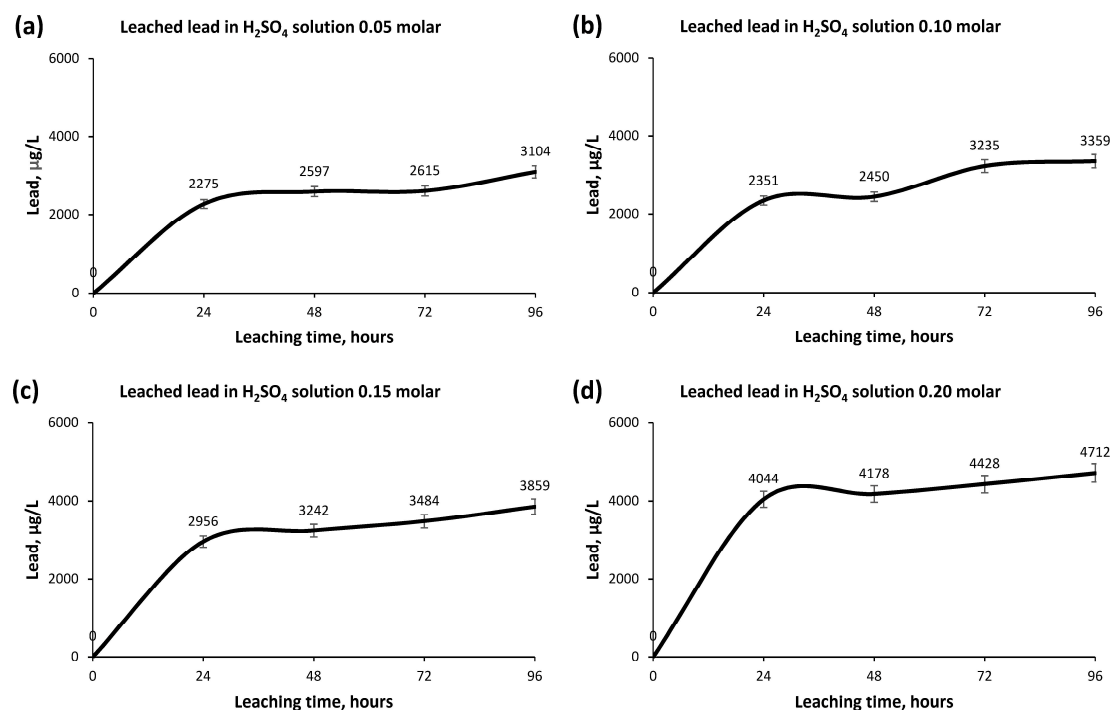 (a)
Leached lead in H₂SO₄ solution 0.05 molar
6000
4000
2000
0
Lead, µg/L
0
2275
2597
2615
3104
0 24 48 72 96
Leaching time, hours
(b)
Leached lead in H₂SO₄ solution 0.10 molar
6000
4000
2000
0
Lead, µg/L
0
2351
2450
3235
3359
0 24 48 72 96
Leaching time, hours
(c)
Leached lead in H₂SO₄ solution 0.15 molar
6000
4000
2000
0
Lead, µg/L
0
2956
3242
3484
3859
0 24 48 72 96
Leaching time, hours
(d)
Leached lead in H₂SO₄ solution 0.20 molar
6000
4000
2000
0
Lead, µg/L
0
4044
4178
4428
4712
0 24 48 72 96
Leaching time, hours